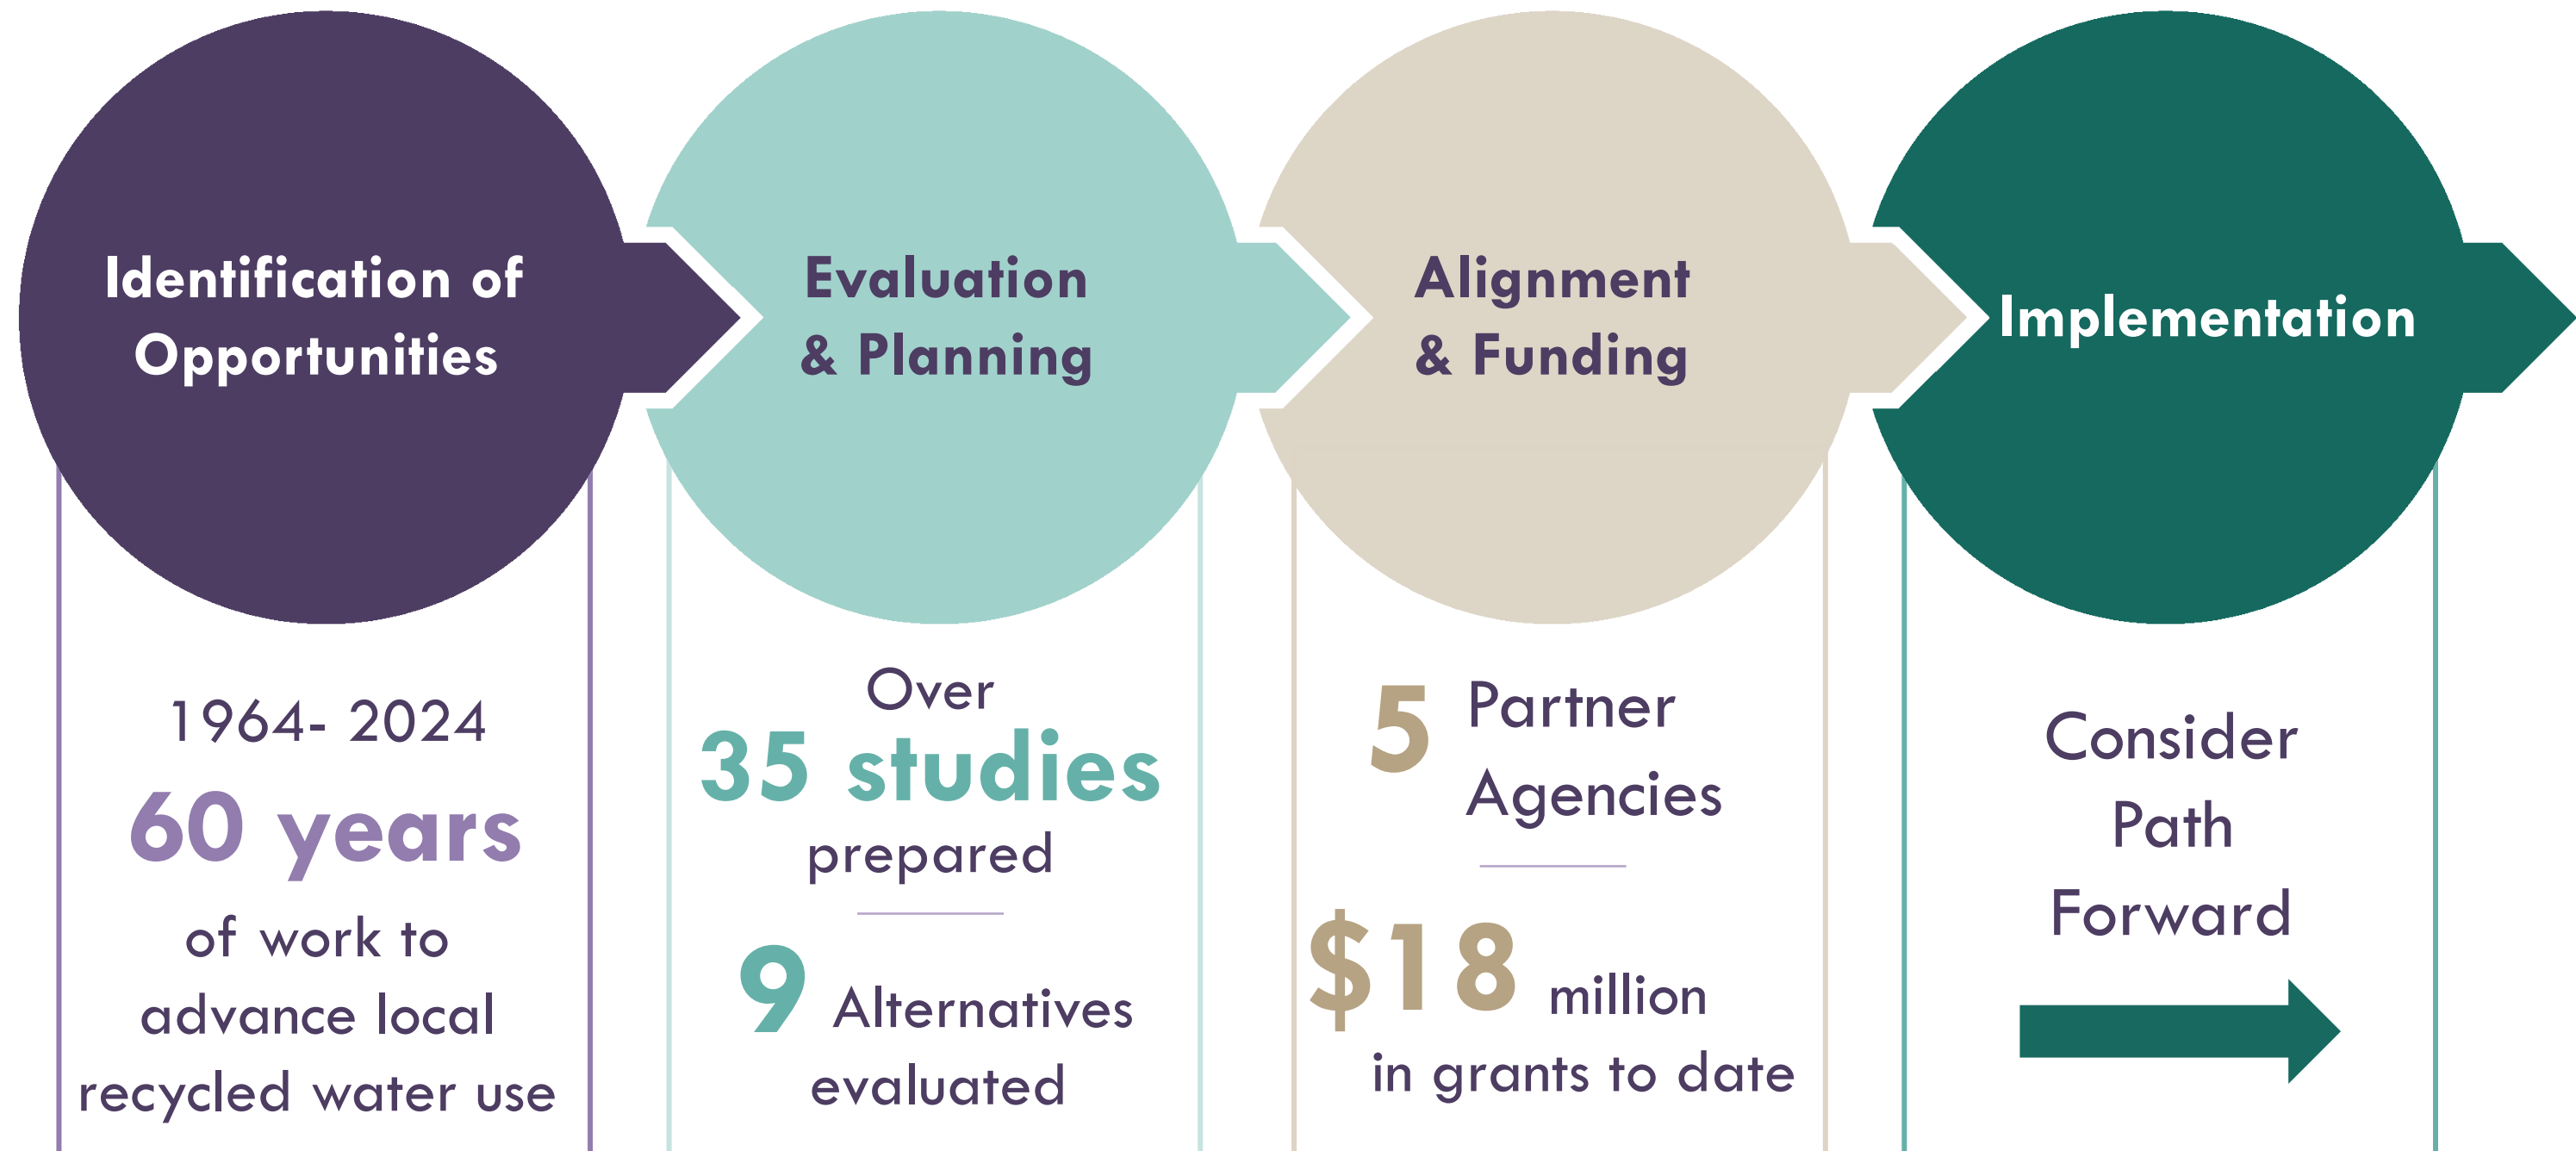 Identification of
Opportunities
1964- 2024
60 years
of work to
advance local
recycled water use
Evaluation
& Planning
Over
35 studies
prepared
9 Alternatives
evaluated
Alignment
& Funding
5 Partner
Agencies
$18 million
in grants to date
Implementation
Consider
Path
Forward